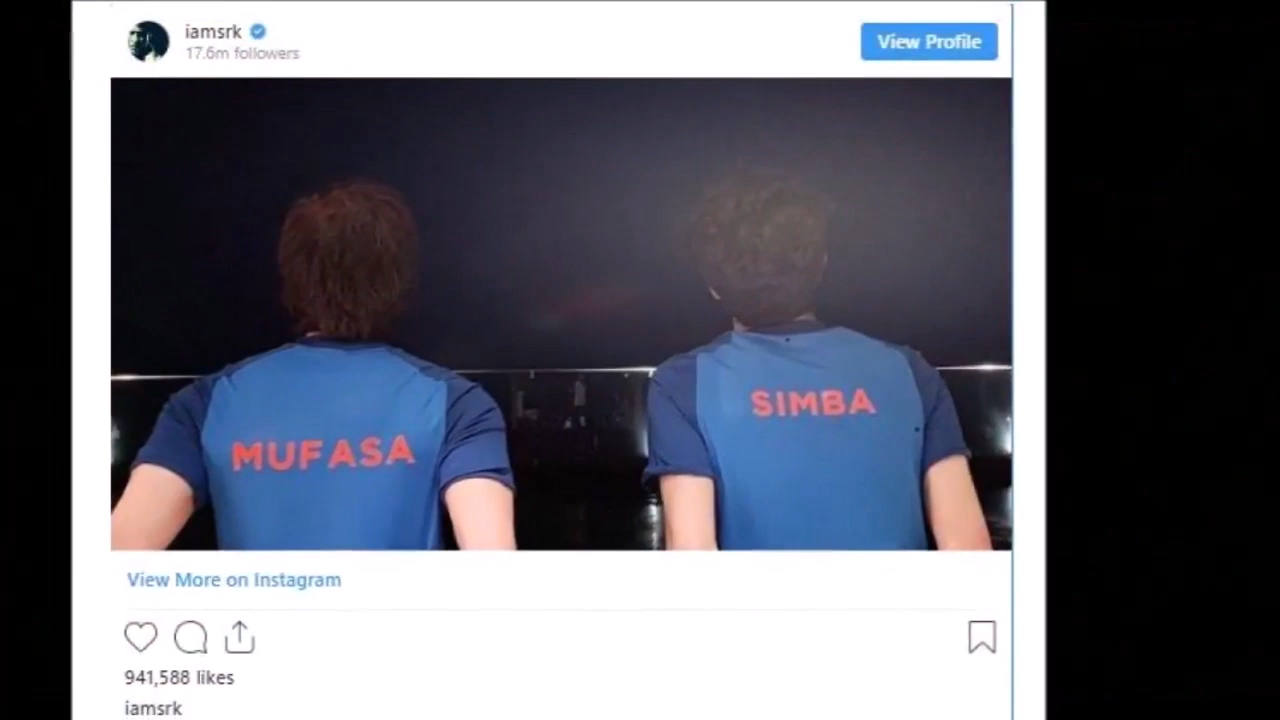 iamsrk
17.6m followers
View Profile
MUFASA
SIMBA
View More on Instagram
941,588 likes
iamsrk